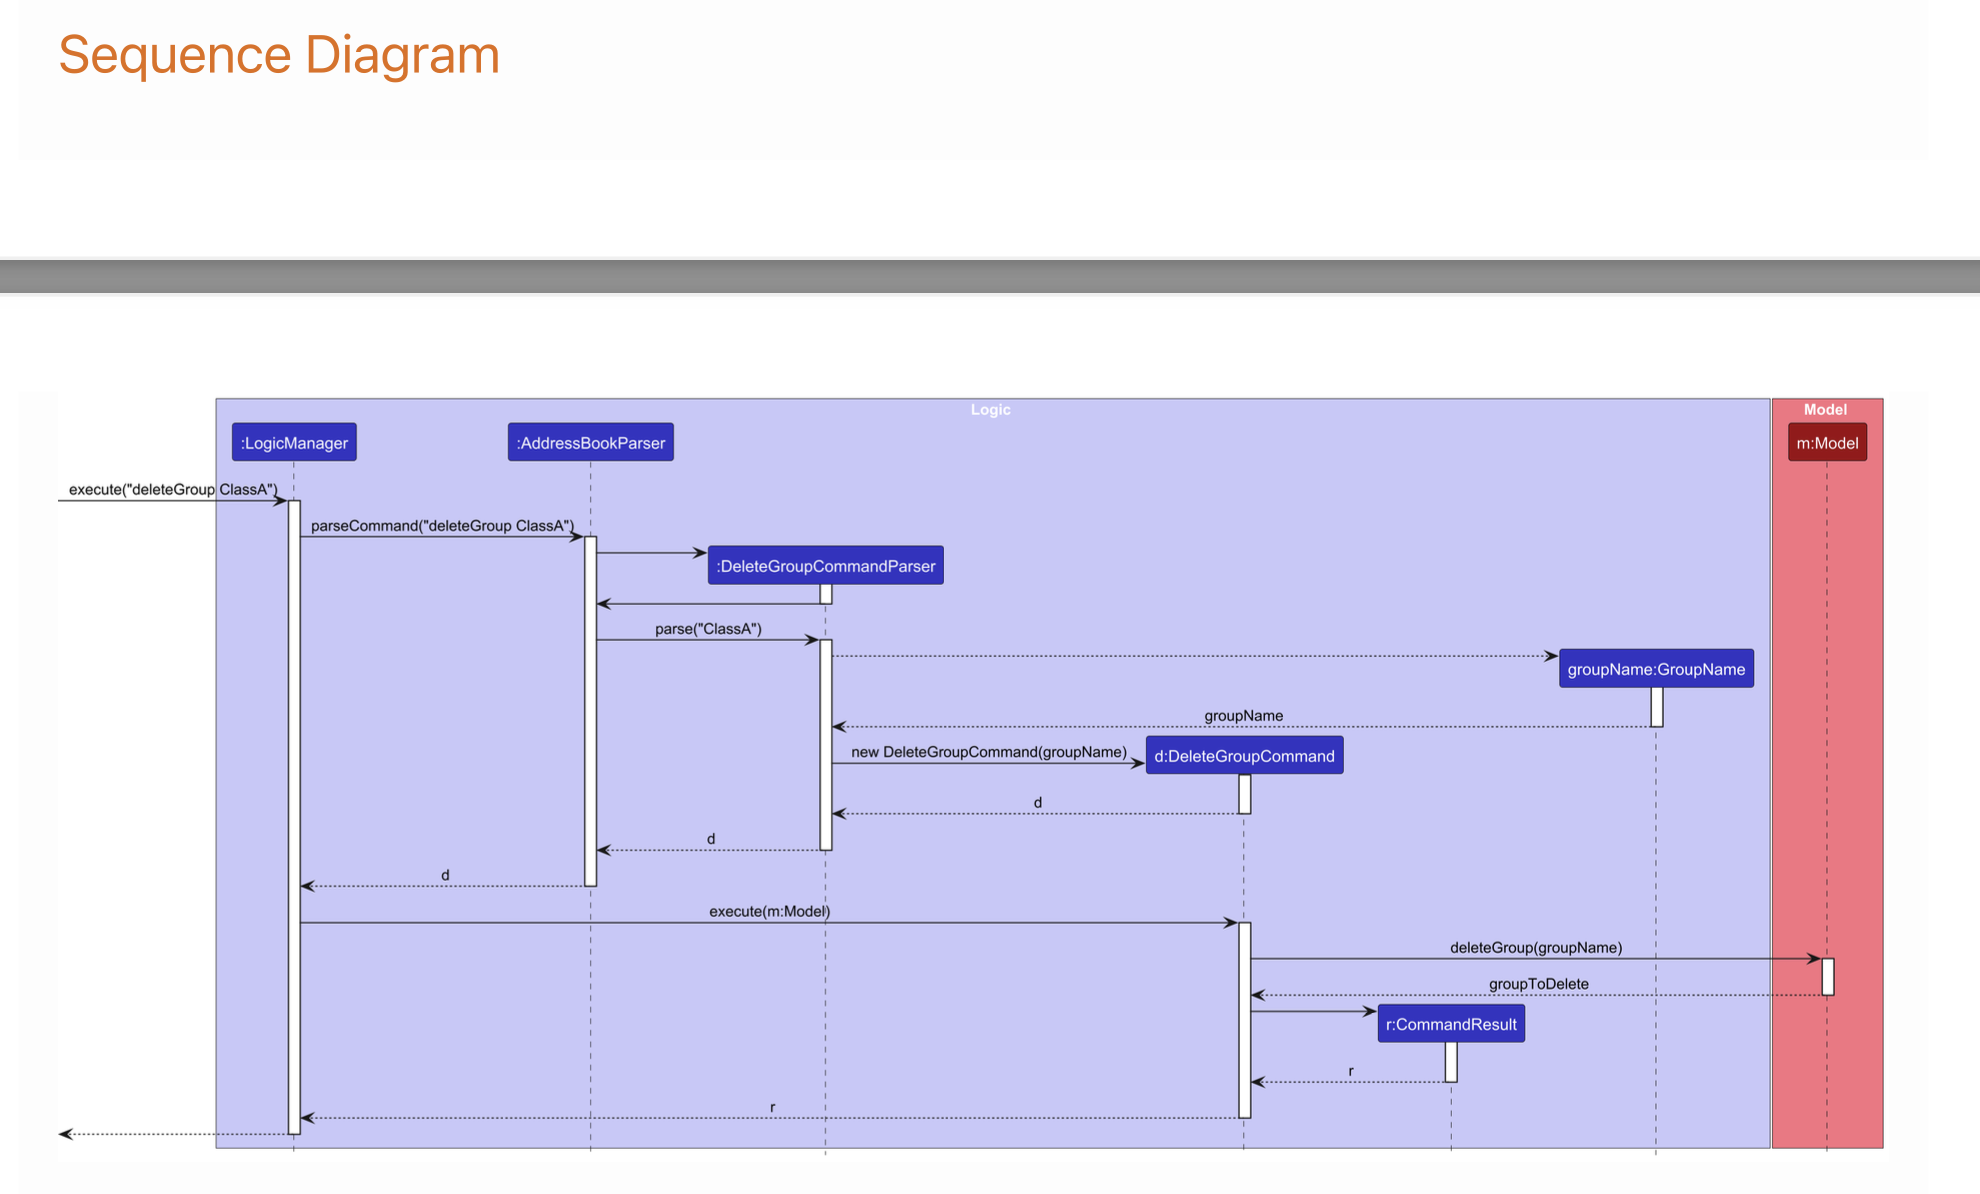 Sequence Diagram
Logic
Model
:LogicManager
:AddressBookParser
m:Model
execute("deleteGroup ClassA")
parseCommand("deleteGroup ClassA")
:DeleteGroupCommandParser
parse("ClassA")
groupName:GroupName
groupName
new DeleteGroupCommand(groupName)
d:DeleteGroupCommand
d
d
d
execute(m:Model)
deleteGroup(groupName)
groupToDelete
r:CommandResult
r
r